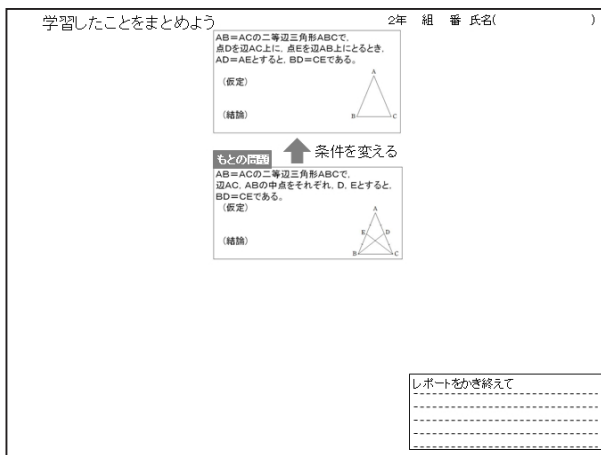 学習したことをまとめよう
2年 組 番 氏名( )
AB=ACの二等辺三角形ABCで,
点Dを辺AC上に, 点Eを辺AB上にとるとき,
AD=AEとすると, BD=CEである。
(仮定)
A
(結論)
B C
条件を変える
もとの問題
AB=ACの二等辺三角形ABCで,
辺AC, ABの中点をそれぞれ, D, Eとすると,
BD=CEである。
(仮定)
A
E D
(結論)
B C
レポートをかき終えて